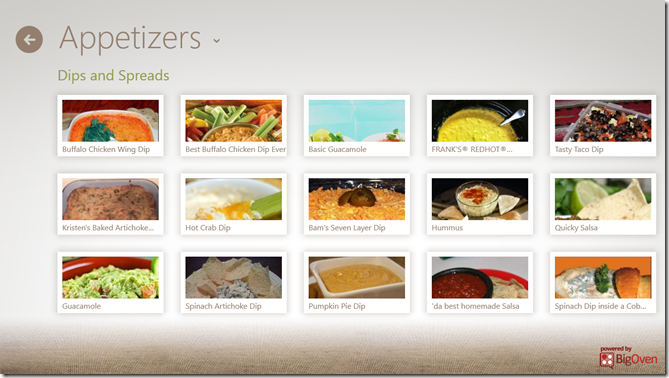 Appetizers
Dips and Spreads
Buffalo Chicken Wing Dip
Best Buffalo Chicken Dip Ever
Basic Guacamole
FRANK'S® REDHOT®...
Tasty Taco Dip
Kristen's Baked Artichoke...
Hot Crab Dip
Bam's Seven Layer Dip
Hummus
Quicky Salsa
Guacamole
Spinach Artichoke Dip
Pumpkin Pie Dip
'da best homemade Salsa
Spinach Dip inside a Cob...
powered by
BigOven